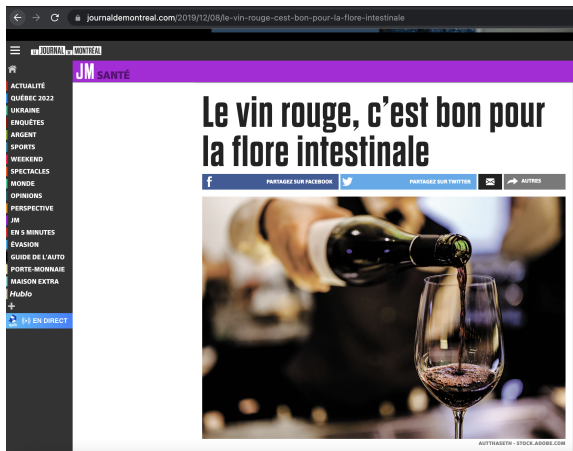 journaldemontreal.com/2019/12/08/le-vin-rouge-cest-bon-pour-la-flore-intestinale
LE JOURNAL DE MONTRÉAL
JM SANTÉ
ACTUALITÉ
QUÉBEC 2022
UKRAINE
ENQUÊTES
ARGENT
SPORTS
WEEKEND
SPECTACLES
MONDE
OPINIONS
PERSPECTIVE
JM
EN 5 MINUTES
ÉVASION
GUIDE DE L'AUTO
PORTE-MONNAIE
MAISON EXTRA
Hublo
+
EN DIRECT
Le vin rouge, c’est bon pour
la flore intestinale
PARTAGEZ SUR FACEBOOK PARTAGEZ SUR TWITTER AUTRES
AUTTHASETH - STOCK.ADOBE.COM